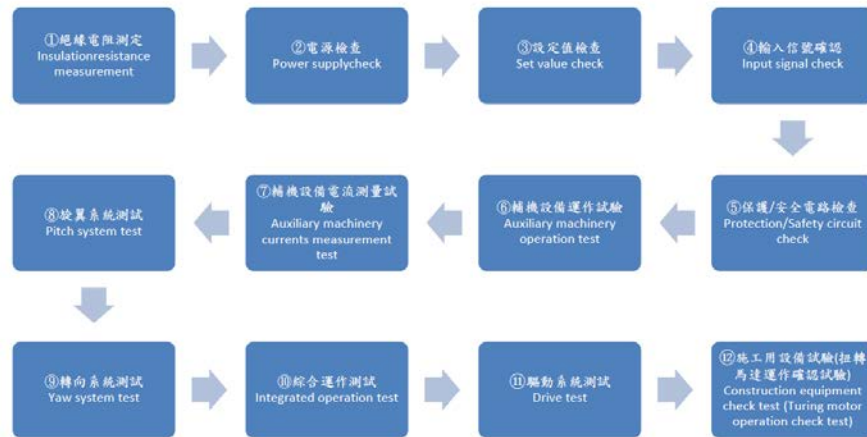 ①絕緣電阻測定
Insulationresistance
measurement
②電源檢查
Power supplycheck
③設定值檢查
Set value check
④輸入信號確認
Input signal check
⑤保護/安全電路檢查
Protection/Safety circuit
check
⑥輔機設備運作試驗
Auxiliary machinery
operation test
⑦輔機設備電流測量試
驗
Auxiliary machinery
currents measurement
test
⑧旋翼系統測試
Pitch system test
⑨轉向系統測試
Yaw system test
⑩綜合運作測試
Integrated operation test
⑪驅動系統測試
Drive test
⑫施工用設備試驗(扭轉
馬達運作確認試驗)
Construction equipment
check test (Turing motor
operation check test)